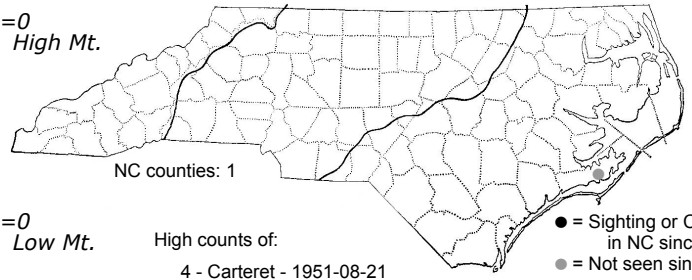 =0
High Mt.
NC counties: 1
=0
Low Mt.
High counts of:
4 - Carteret - 1951-08-21
= Sighting or
in NC sinc
= Not seen sin